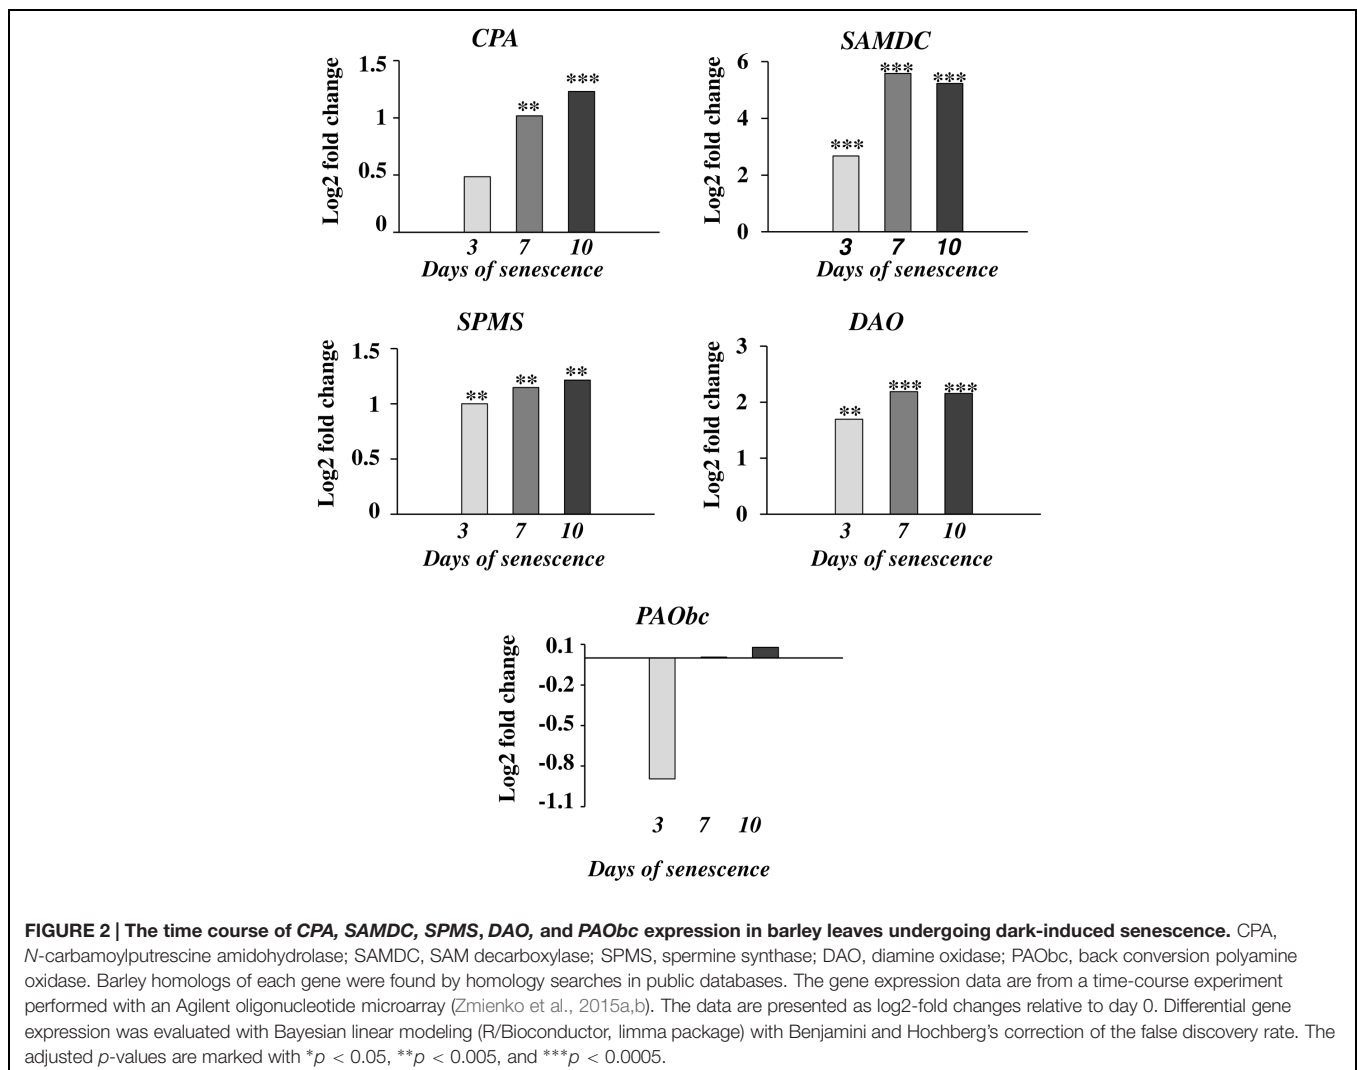 CPA
Log2 fold change
1.5
1
0.5
0
**
***
3 7 10
Days of senescence
SAMDC
Log2 fold change
6
4
2
0
***
***
***
3 7 10
Days of senescence
SPMS
Log2 fold change
1.5
1
0.5
0
**
**
**
3 7 10
Days of senescence
DAO
Log2 fold change
3
2
1
0
**
***
***
3 7 10
Days of senescence
PAObc
Log2 fold change
0.1
-0.2
-0.5
-0.8
-1.1
3 7 10
Days of senescence
FIGURE 2 | The time course of CPA, SAMDC, SPMS, DAO, and PAObc expression in barley leaves undergoing dark-induced senescence. CPA,
N-carbamoylputrescine amidohydrolase; SAMDC, SAM decarboxylase; SPMS, spermine synthase; DAO, diamine oxidase; PAObc, back conversion polyamine
oxidase. Barley homologs of each gene were found by homology searches in public databases. The gene expression data are from a time-course experiment
performed with an Agilent oligonucleotide microarray (Zmienko et al., 2015a,b). The data are presented as log2-fold changes relative to day 0. Differential gene
expression was evaluated with Bayesian linear modeling (R/Bioconductor, limma package) with Benjamini and Hochberg's correction of the false discovery rate. The
adjusted p-values are marked with *p < 0.05, **p < 0.005, and ***p < 0.0005.